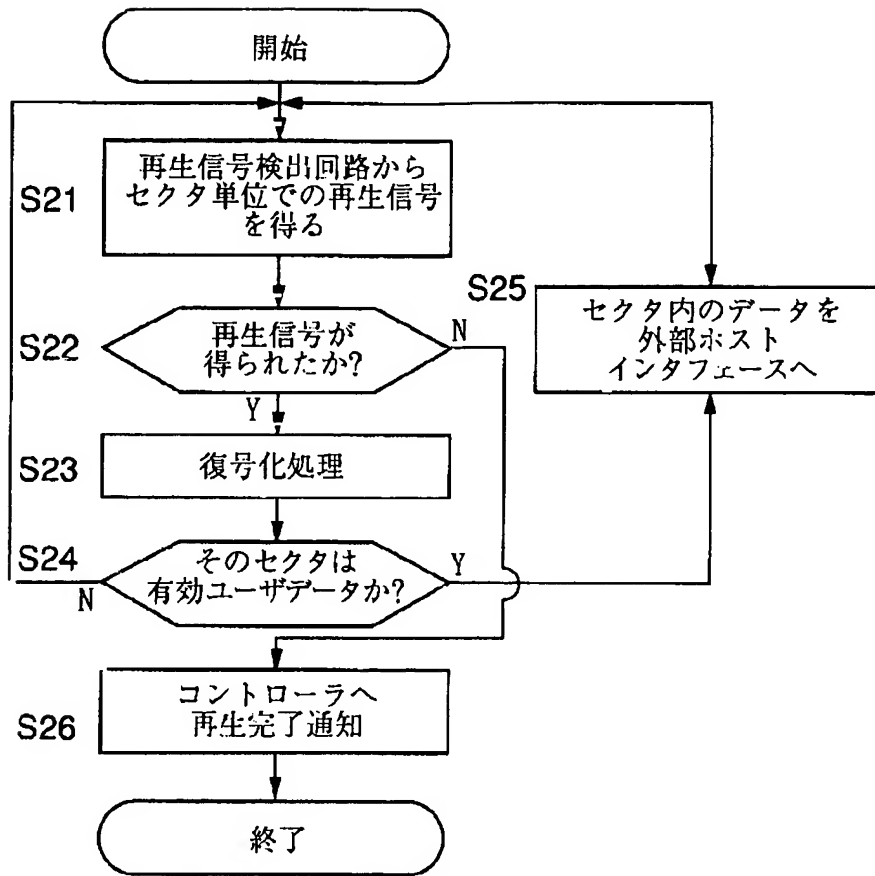 開始
S21
再生信号検出回路から
セクタ単位での再生信号
を得る
S22
再生信号が
得られたか?
N
Y
S25
セクタ内のデータを
外部ホスト
インタフェースへ
S23
復号化処理
S24
そのセクタは
有効ユーザデータか?
N
Y
S26
コントローラへ
再生完了通知
終了